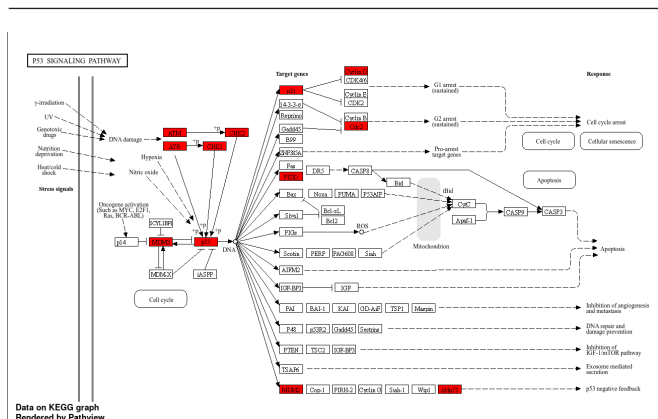 P53 SIGNALING PATHWAY
Target genes
Response
Cyclin D
CDK4/6
p21
G1 arrest
(sustained)
Cyclin E
CDK2
γ-irradiation
UV
Genotoxic
drugs
Nutrition
deprivation
Heat/cold
shock
Stress signals
DNA damage
ATM
CHK2
ATR
CHK1
+p
+p
Hypoxia
Nitric oxide
+p
+p
+p
14-3-3-σ
Reprimo
Gadd45
B99
Cyclin B
Cdc2
G2 arrest
(sustained)
Cell cycle arrest
Cell cycle
Cellular senescence
Pro-arrest
target genes
Fas
PIDD
DR5
CASP8
Bid
tBid
Apoptosis
Bax
Noxa
PUMA
P53AIP
CytC
CASP9
CASP3
Siva1
Bcl-xL
Bcl2
Apaf-1
PIGs
ROS
Mitochondrion
Scotin
PERP
PAG608
Siah
Apoptosis
AIFM2
IGF-BP3
IGF
Oncogene activation
(Such as MYC, E2F1,
Ras, BCR-ABL)
p14
MDM2
p53
DNA
MDM-X
iASPP
Cell cycle
PAI
BAI-1
KAI
GD-AiF
TSP1
Maspin
Inhibition of angiogenesis
and metastasis
P48
p53R2
Gadd45
Sestrins
DNA repair and
damage prevention
PTEN
TSC2
IGF-BP3
Inhibition of
IGF-1/mTOR pathway
TSAP6
Exosome mediated
secretion
MDM2
Cop-1
PIRH-2
Cyclin G
Siah-1
Wip1
ΔNp73
p53 negative feedback
Data on KEGG graph
Rendered by Pathview